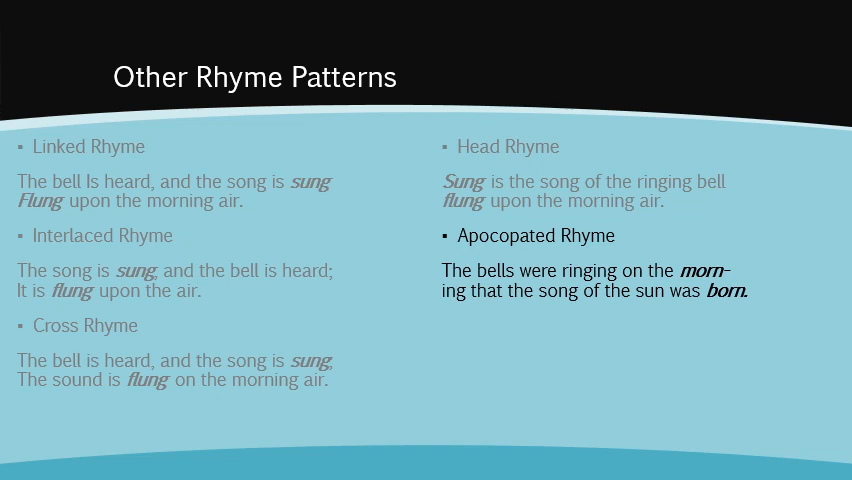 Other Rhyme Patterns
▪ Linked Rhyme
The bell Is heard, and the song is sung
Flung upon the morning air.
▪ Interlaced Rhyme
The song is sung, and the bell is heard;
It is flung upon the air.
▪ Cross Rhyme
The bell is heard, and the song is sung;
The sound is flung on the morning air.
▪ Head Rhyme
Sung is the song of the ringing bell
flung upon the morning air.
▪ Apocopated Rhyme
The bells were ringing on the morn-
ing that the song of the sun was born.